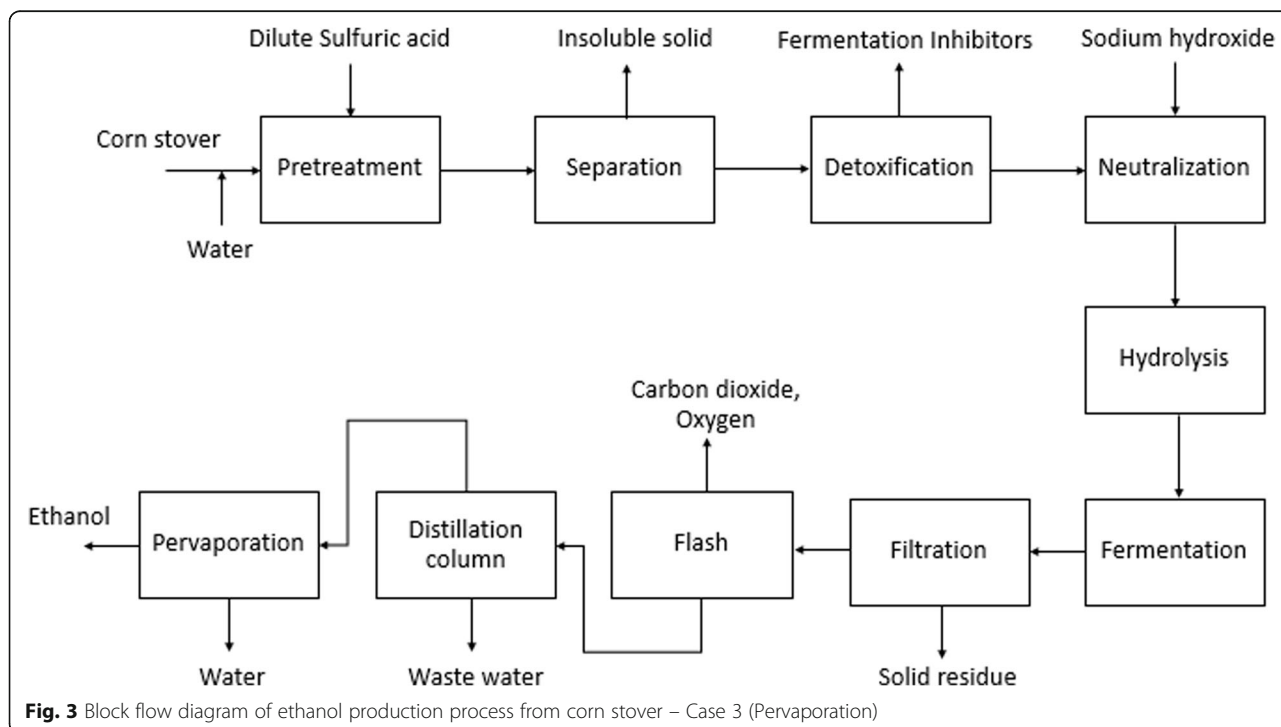 Dilute Sulfuric acid
Insoluble solid
Fermentation Inhibitors
Sodium hydroxide
Corn stover
Pretreatment
Separation
Detoxification
Neutralization
Water
Hydrolysis
Carbon dioxide,
Oxygen
Ethanol
Pervaporation
Distillation
column
Flash
Filtration
Fermentation
Water
Waste water
Solid residue
Fig. 3 Block flow diagram of ethanol production process from corn stover – Case 3 (Pervaporation)